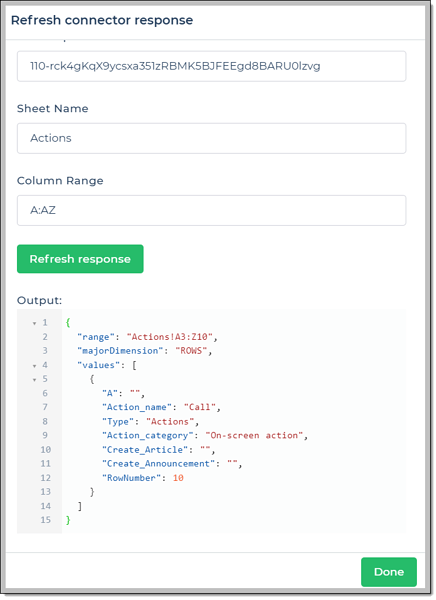 Refresh connector response
110-rck4gKqX9ycsxa351zRBMK5BJFEEgd8BARU0lzvg
Sheet Name
Actions
Column Range
A:AZ
Refresh response
Output:
1 {
2 "range": "Actions!A3:Z10",
3 "majorDimension": "ROWS",
4 "values": [
5 {
6 "A": "",
7 "Action_name": "Call",
8 "Type": "Actions",
9 "Action_category": "On-screen action",
10 "Create_Article": "",
11 "Create_Announcement": "",
12 "RowNumber": 10
13 }
14 ]
15 }
Done